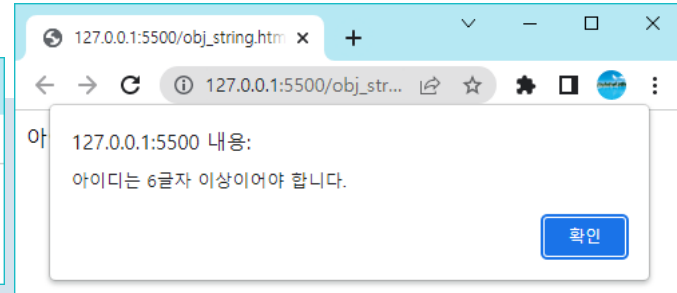 127.0.0.1:5500/obj_string.htm
127.0.0.1:5500/obj_str...
아
127.0.0.1:5500 내용:
아이디는 6글자 이상이어야 합니다.
확인